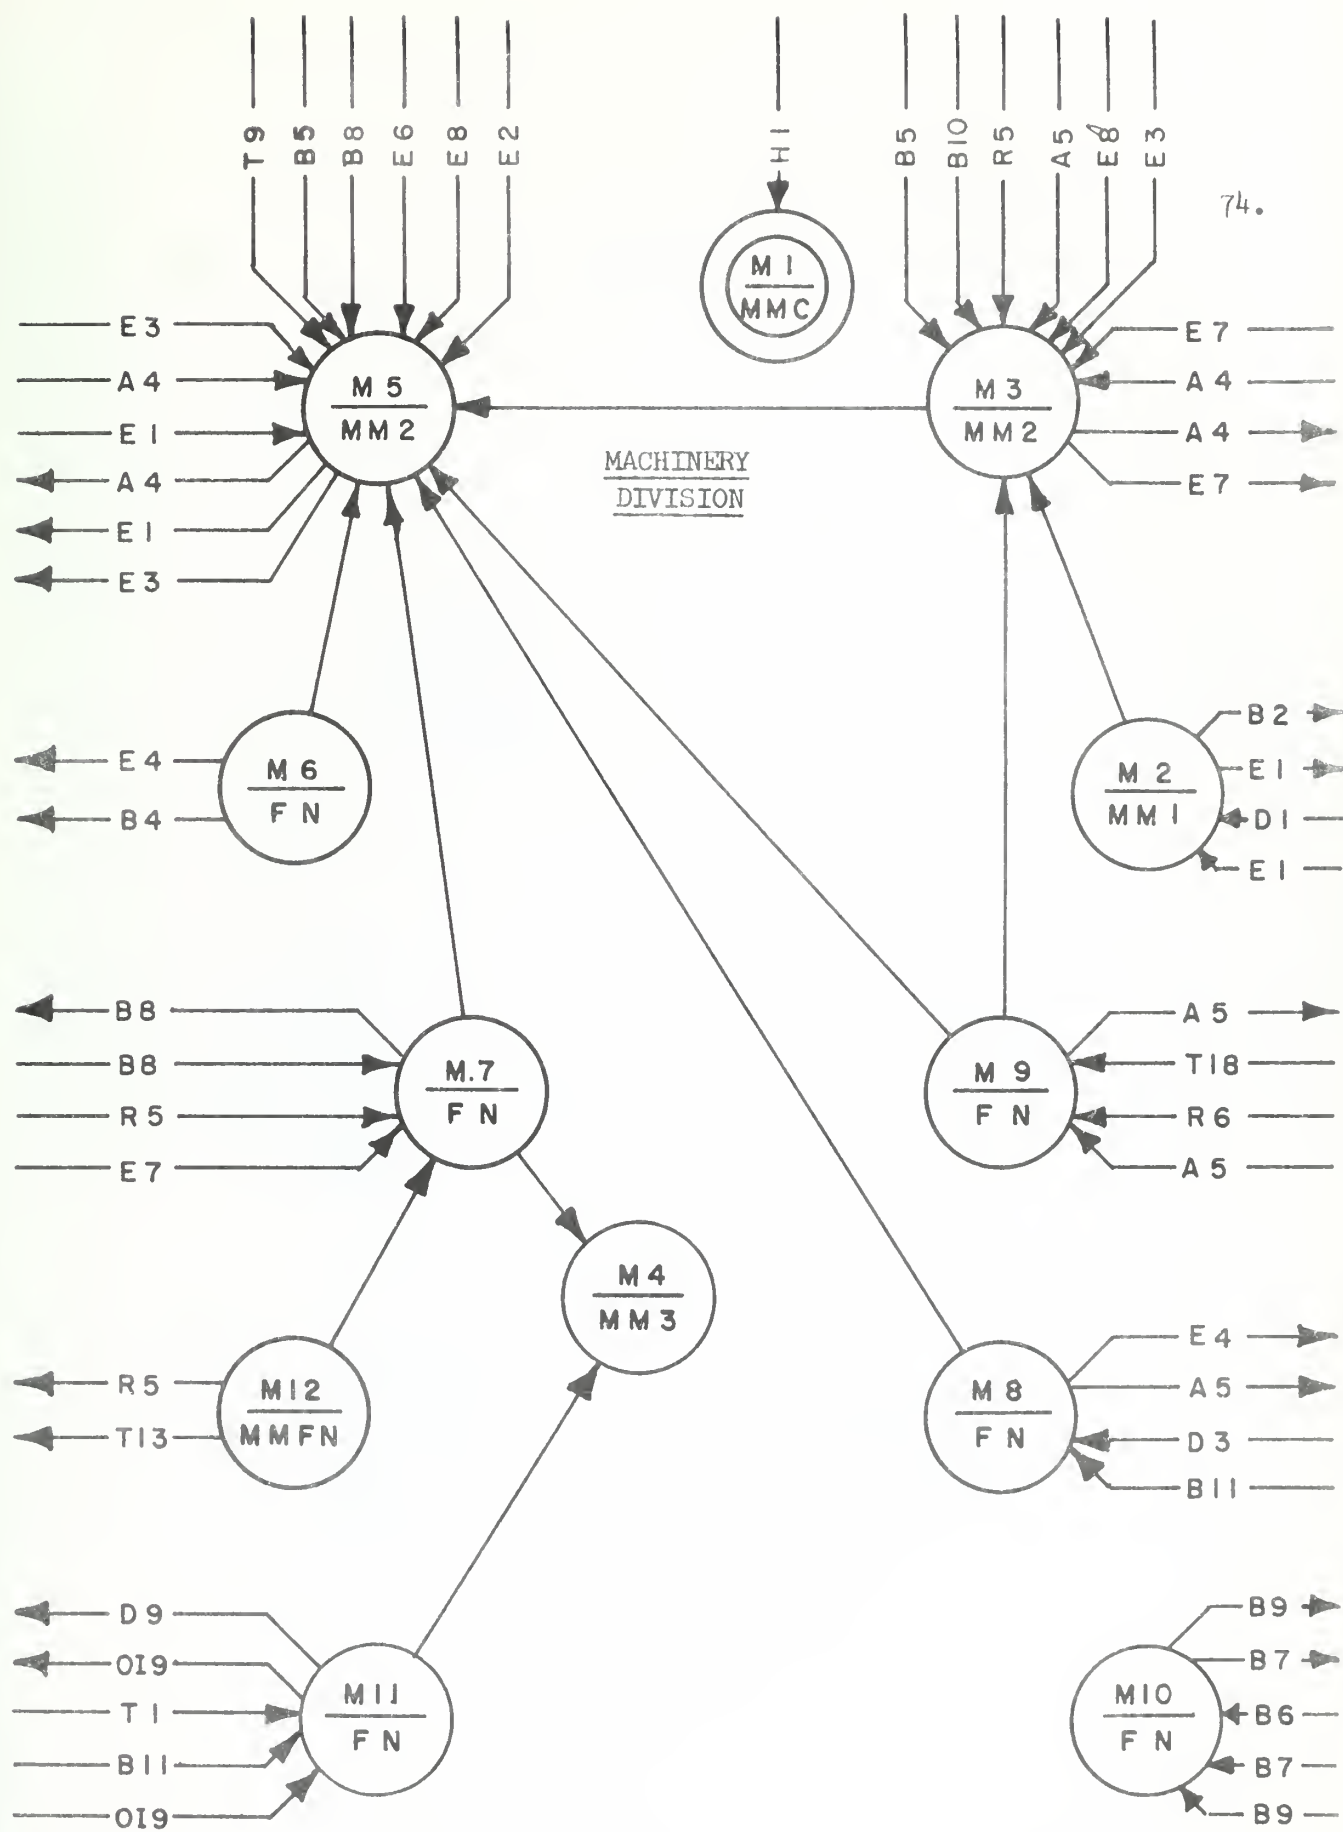 T9 B5 B8 E6 E8 E2 H1 B5 B10 R5 A5 E8 E3
74.
M1
MMC
E3
A4
E1
A4
E1
E3
M5
MM2
MACHINERY
DIVISION
M3
MM2
E7
A4
A4
E7
E4
B4
M6
FN
M2
MM1
B2
E1
D1
E1
B8
B8
R5
E7
M.7
FN
M9
FN
A5
T18
R6
A5
M4
MM3
R5
T13
M12
MMFN
M8
FN
E4
A5
D3
B11
D9
OI9
T1
B11
OI9
M11
FN
M10
FN
B9
B7
B6
B7
B9